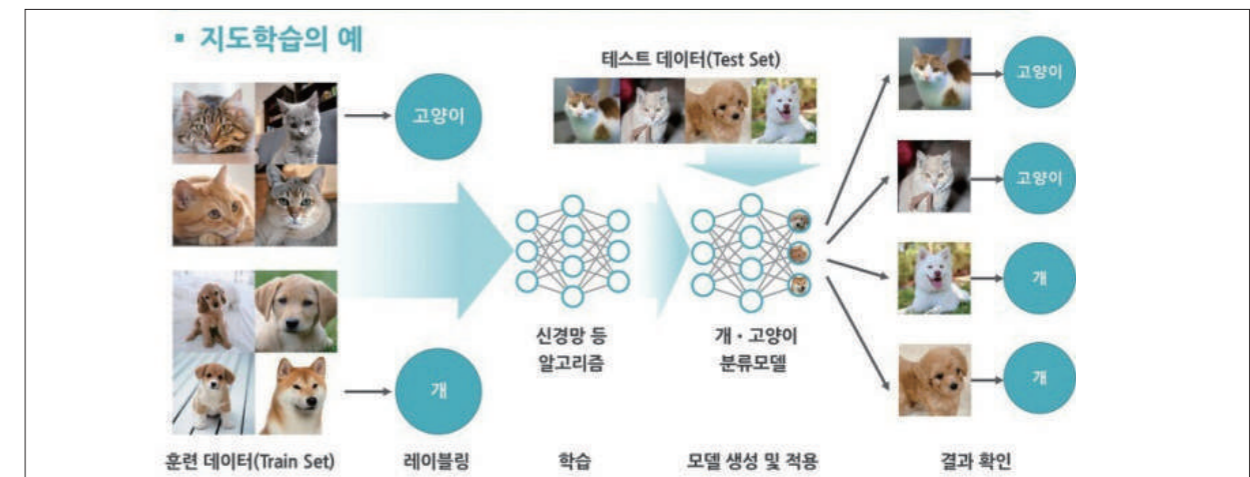 ▪ 지도학습의 예
테스트 데이터(Test Set)
고양이
개
신경망 등
알고리즘
개·고양이
분류모델
고양이
고양이
개
개
훈련 데이터(Train Set)
레이블링
학습
모델 생성 및 적용
결과 확인